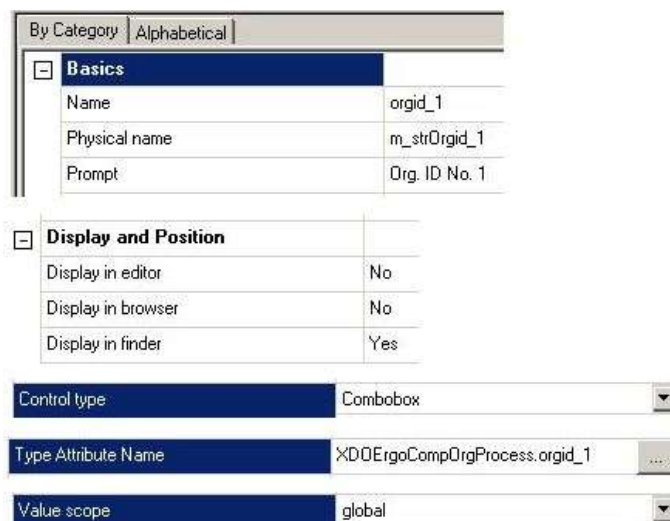 By Category Alphabetical
Basics
Name orgid_1
Physical name m_strOrgid_1
Prompt Org. ID No. 1
Display and Position
Display in editor No
Display in browser No
Display in finder Yes
Control type Combobox
Type Attribute Name XDOErgoCompOrgProcess.orgid_1 ...
Value scope global